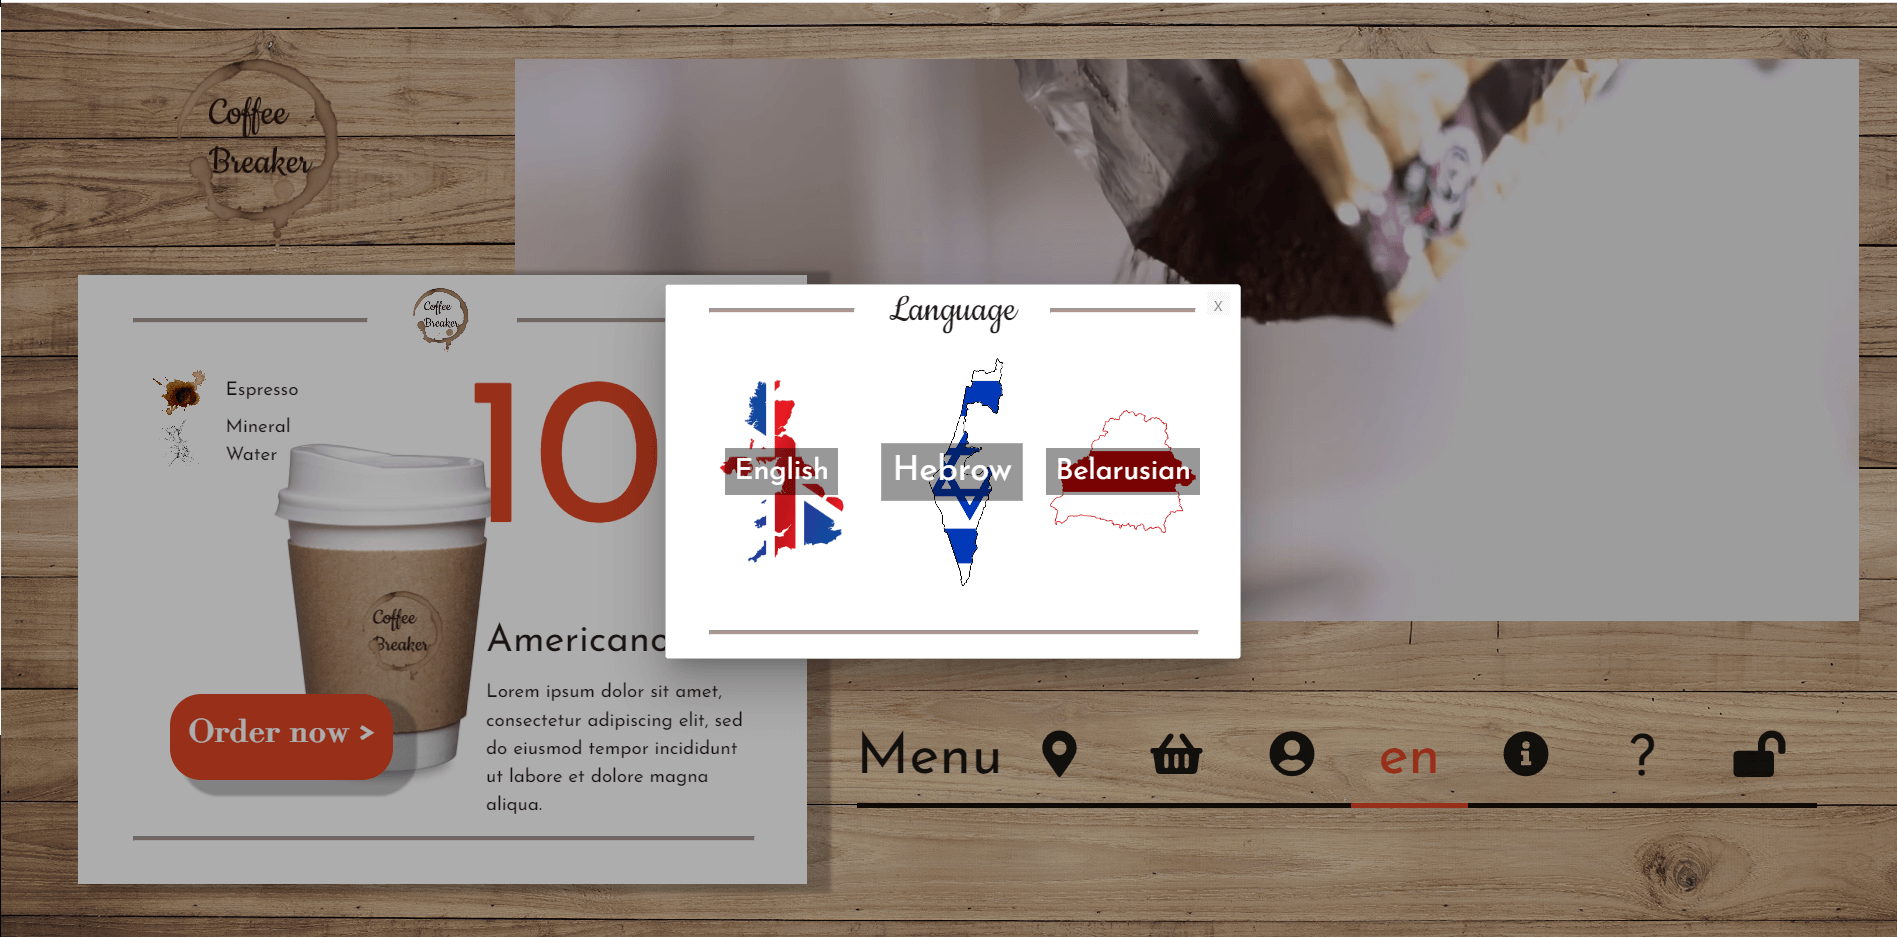 Coffee
Breaker
Coffee
Breaker
Espresso
Mineral
Water
10
Coffee
Breaker
Americano
Lorem ipsum dolor sit amet,
consectetur adipiscing elit, sed
do eiusmod tempor incididunt
ut labore et dolore magna
aliqua.
Order now >
Language
X
English
Hebrew
Belarusian
Menu
en
i
?